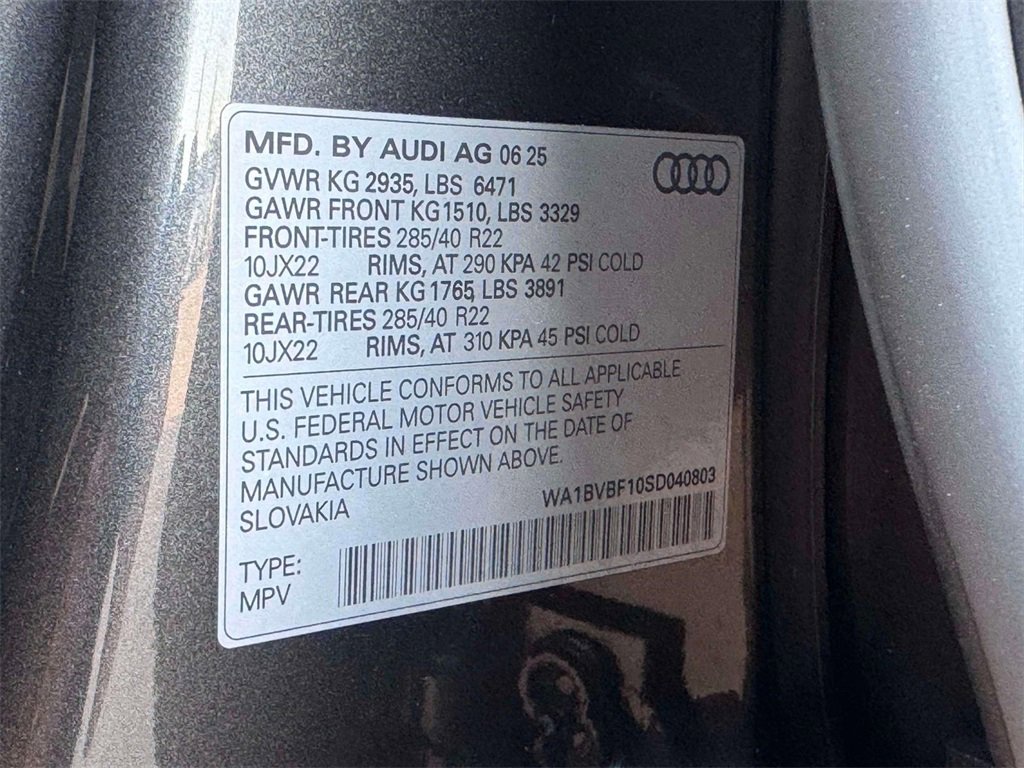 MFD. BY AUDI AG 06 25
GVWR KG 2935, LBS 6471
GAWR FRONT KG 1510, LBS 3329
FRONT-TIRES 285/40 R22
10JX22 RIMS, AT 290 KPA 42 PSI COLD
GAWR REAR KG 1765, LBS 3891
REAR-TIRES 285/40 R22
10JX22 RIMS, AT 310 KPA 45 PSI COLD
THIS VEHICLE CONFORMS TO ALL APPLICABLE
U.S. FEDERAL MOTOR VEHICLE SAFETY
STANDARDS IN EFFECT ON THE DATE OF
MANUFACTURE SHOWN ABOVE.
SLOVAKIA
WA1BVBF10SD040803
TYPE:
MPV